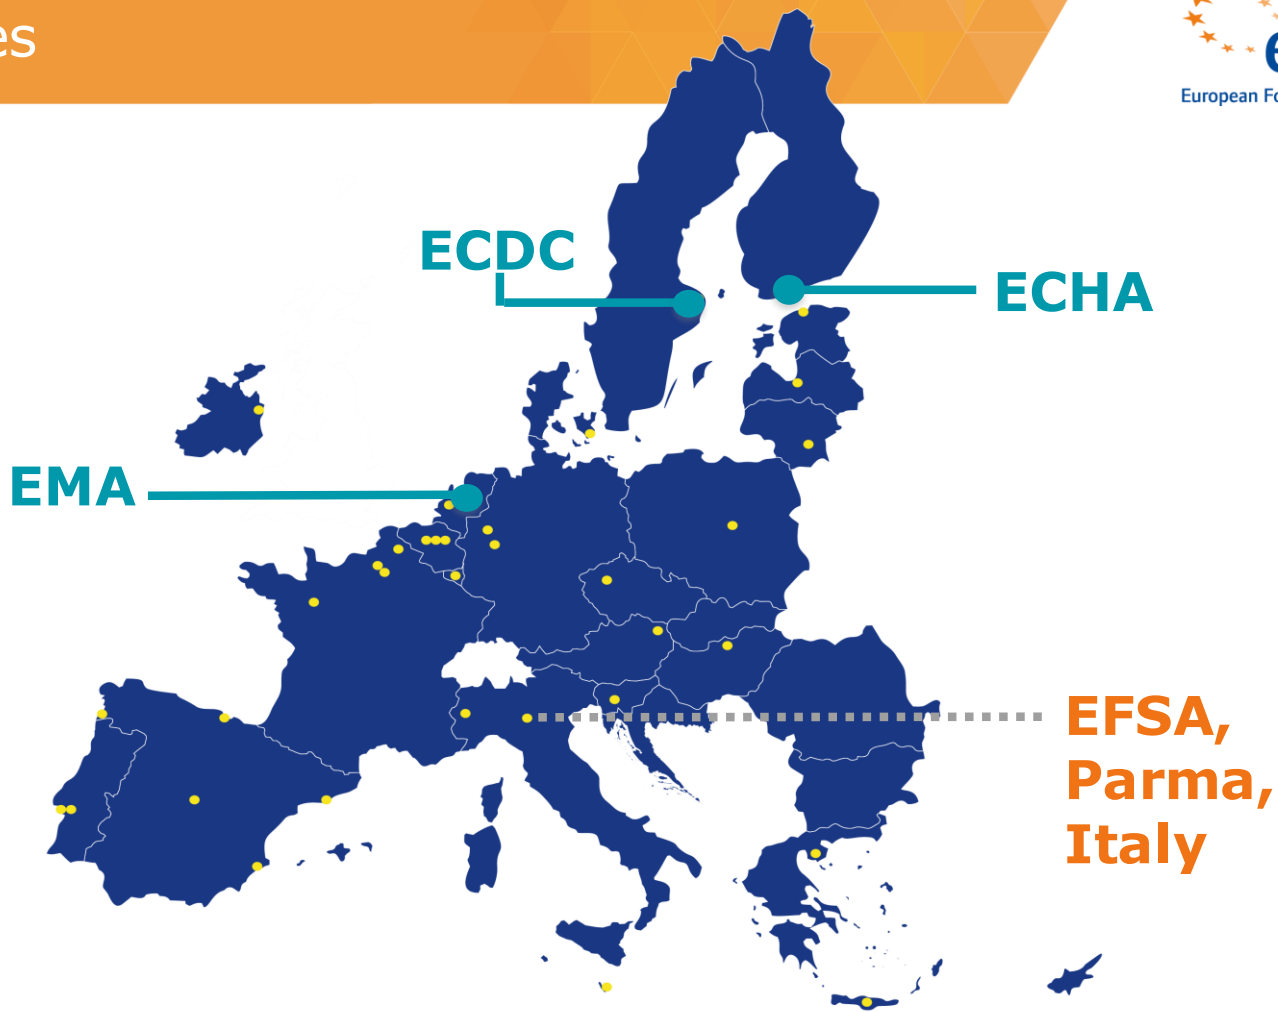 es
e
European Fo
ECDC
ECHA
EMA
EFSA,
Parma,
Italy